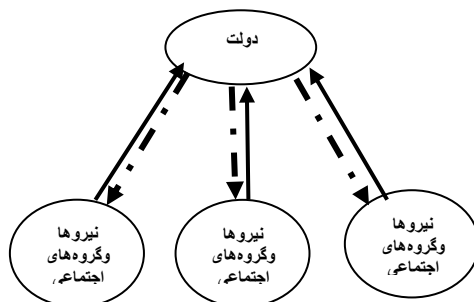 دولت
نیروها
وگروه‌های
اجتماعی
نیروها
وگروه‌های
اجتماعی
نیروها
وگروه‌های
اجتماعی